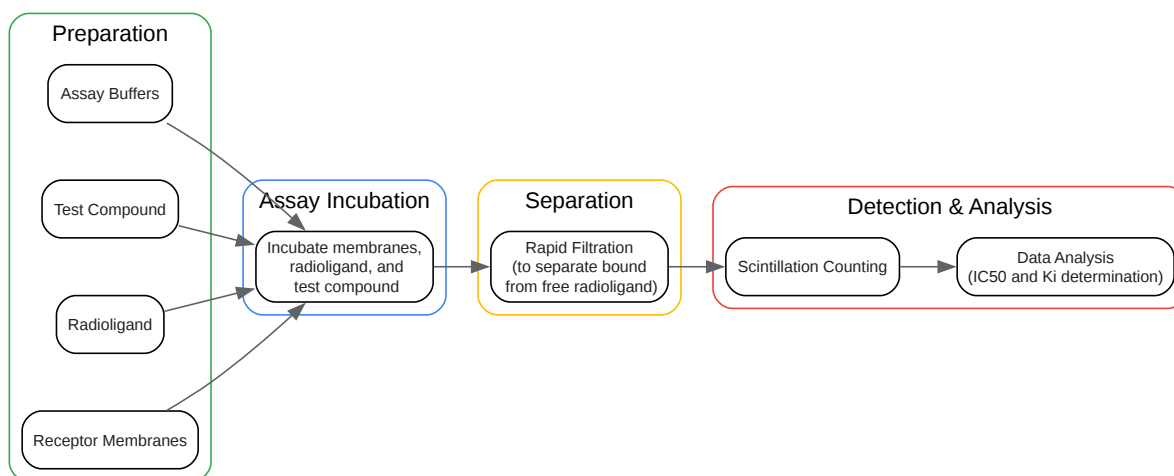 Preparation
Assay Buffers
Test Compound
Radioligand
Receptor Membranes
Assay Incubation
Incubate membranes,
radioligand, and
test compound
Separation
Rapid Filtration
(to separate bound
from free radioligand)
Detection & Analysis
Scintillation Counting
Data Analysis
(IC50 and Ki determination)